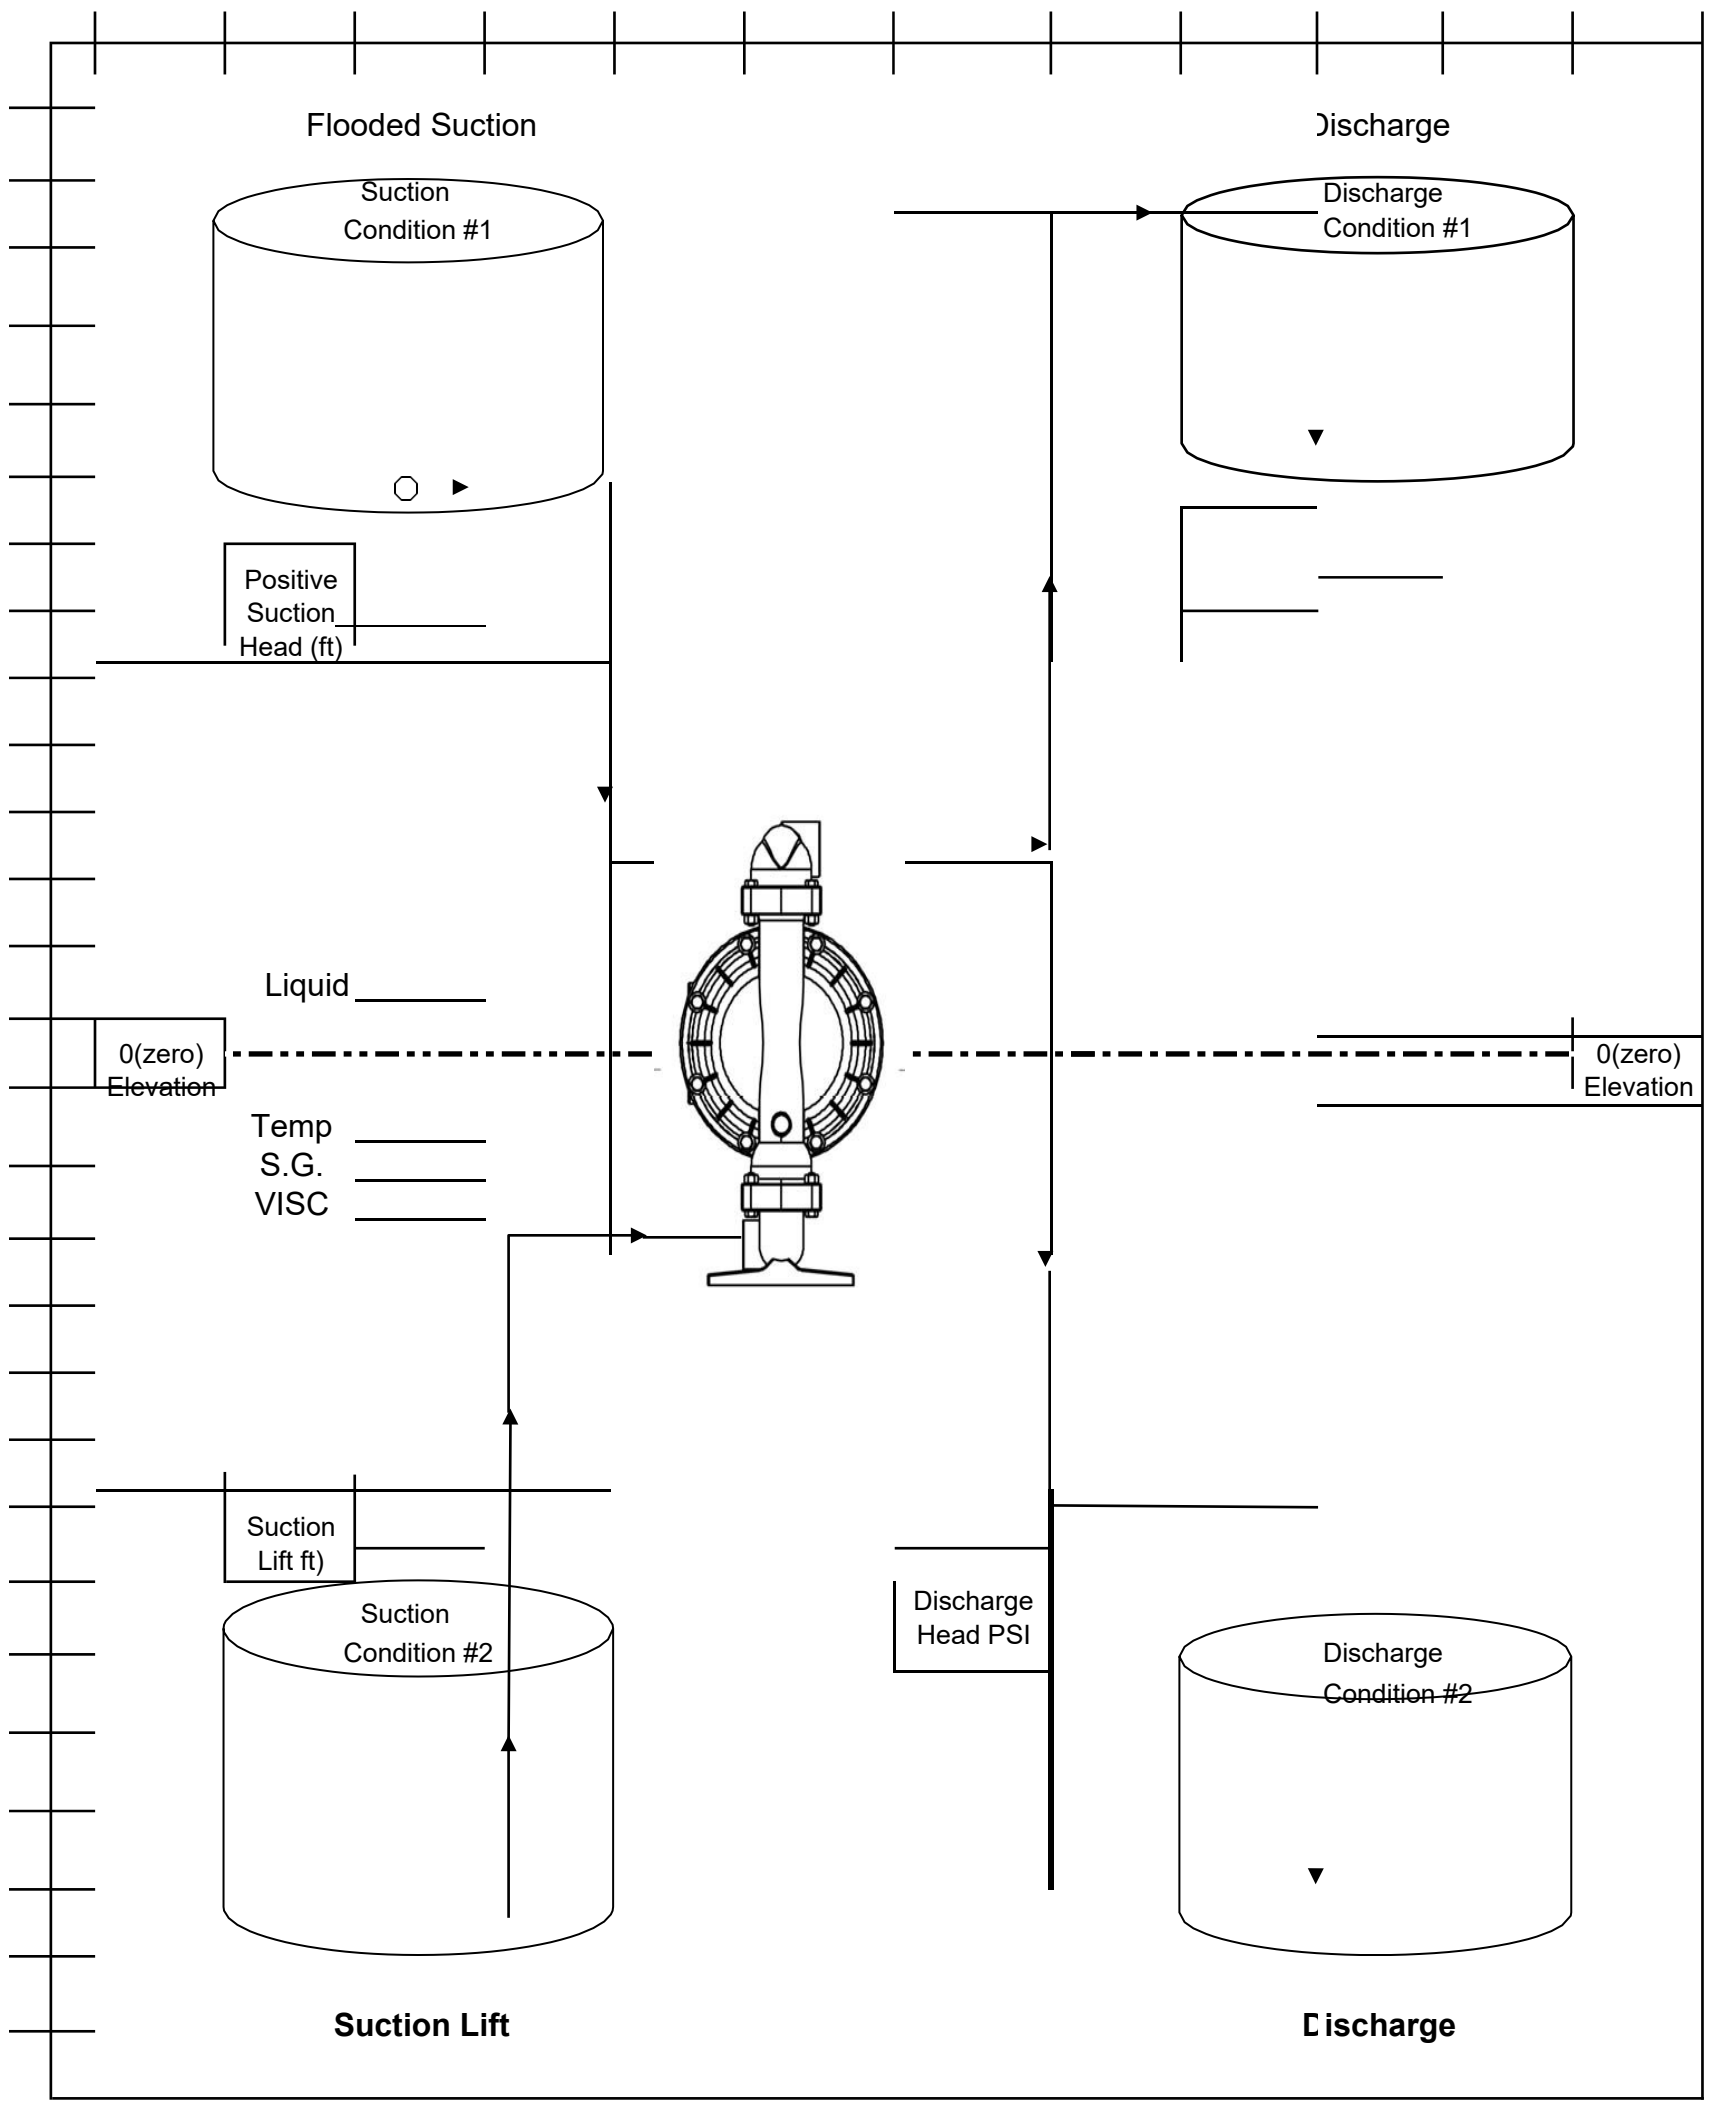 Flooded Suction
Discharge
Suction
Condition #1
Discharge
Condition #1
Positive
Suction
Head (ft)
Liquid
0(zero)
Elevation
0(zero)
Elevation
Temp
S.G.
VISC
Suction
Lift ft)
Suction
Condition #2
Discharge
Head PSI
Discharge
Condition #2
Suction Lift
Discharge